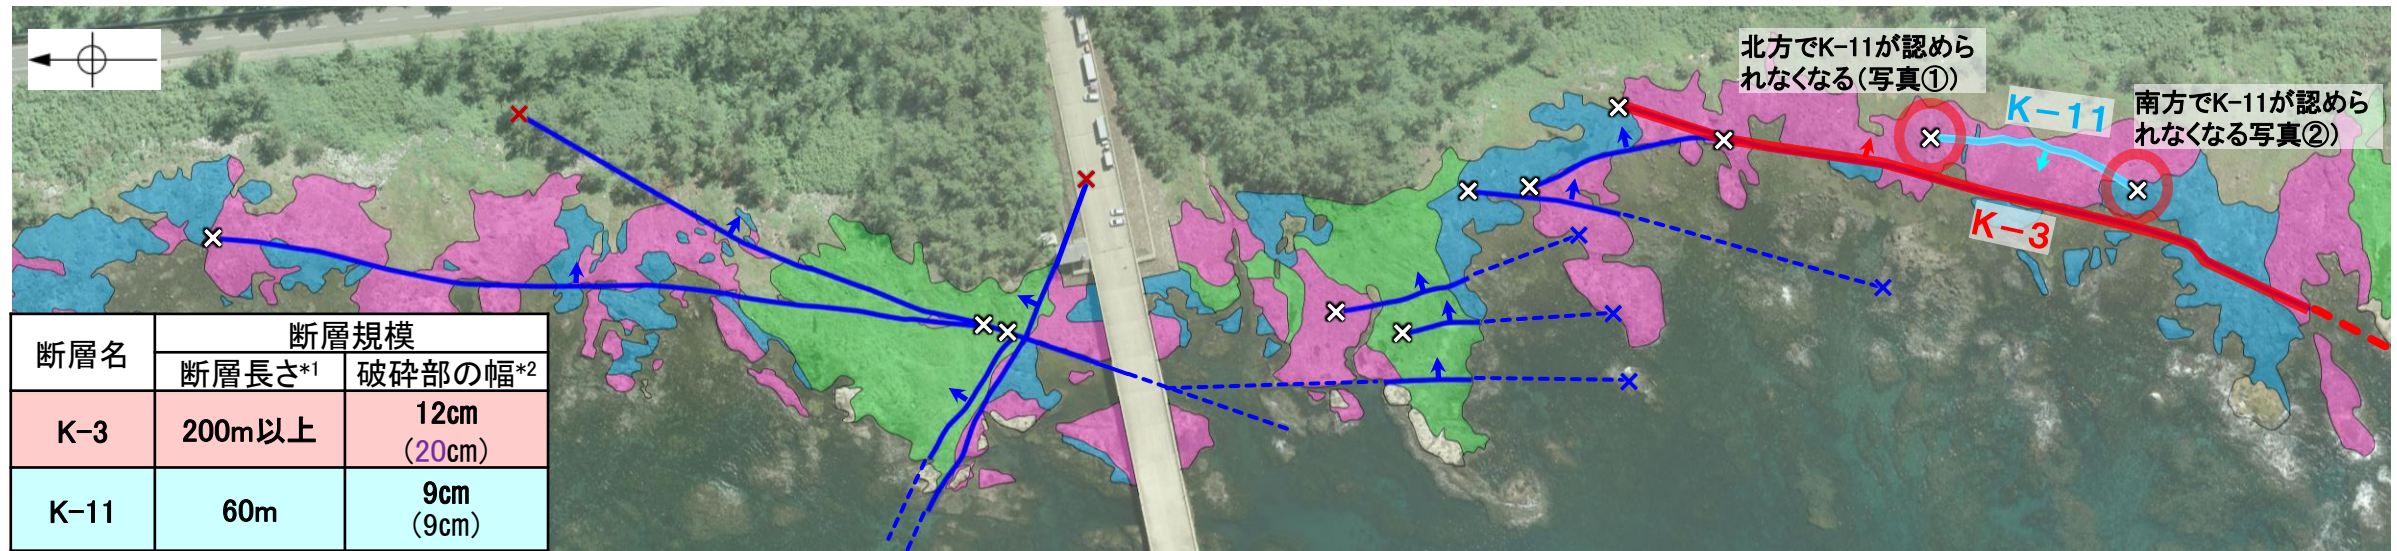 北方でK-11が認めら
れなくなる(写真①)
K-11
南方でK-11が認めら
れなくなる写真②)
K-3
断層名
断層規模
断層長さ*1
破砕部の幅*2
K-3
200m以上
12cm
(20cm)
K-11
60m
9cm
(9cm)